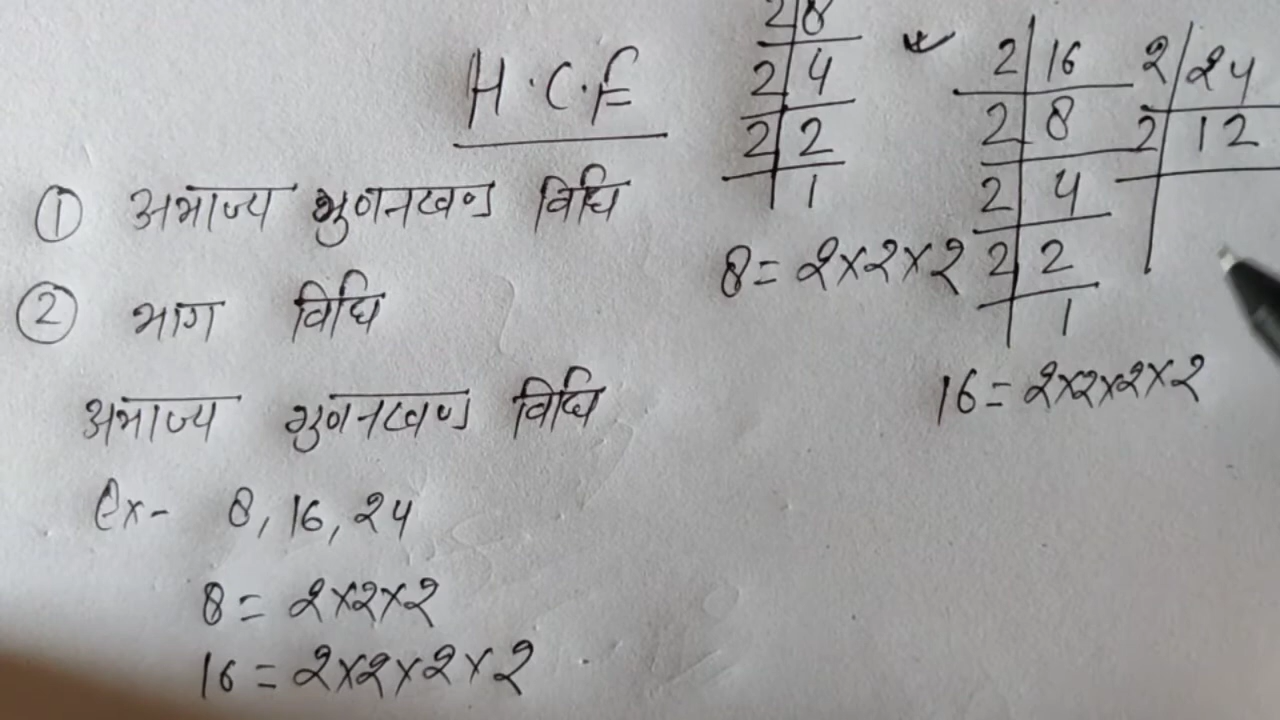 H.C.F
① अभाज्य गुणनखण्ड विधि
② भाग विधि
अभाज्य गुणनखण्ड विधि
ex- 8, 16, 24
8 = 2×2×2
16 = 2×2×2×2
2 | 8
2 | 4
2 | 2
1
8 = 2×2×2
2 | 16
2 | 8
2 | 4
2 | 2
1
16 = 2×2×2×2
2 | 24
2 | 12